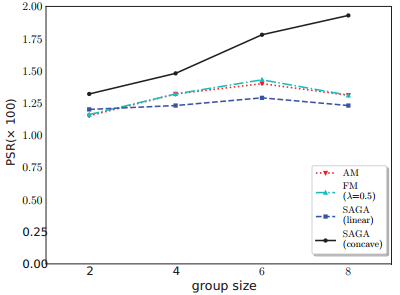 2.00
1.75
1.50
1.25
1.00
0.75
0.50
0.25
0.00
PSR(× 100)
2 4 6 8
group size
AM
FM
(λ=0.5)
SAGA
(linear)
SAGA
(concave)